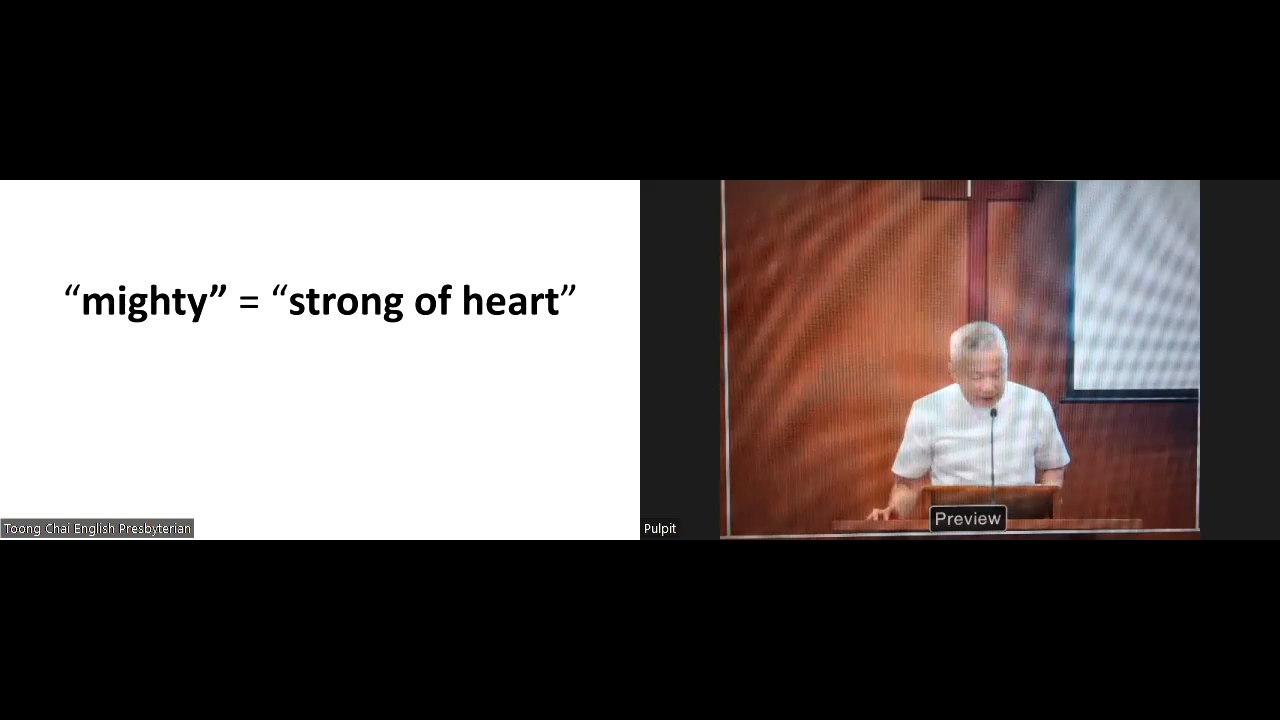 “mighty” = “strong of heart”
Toong Chai English Presbyterian
Pulpit
Preview